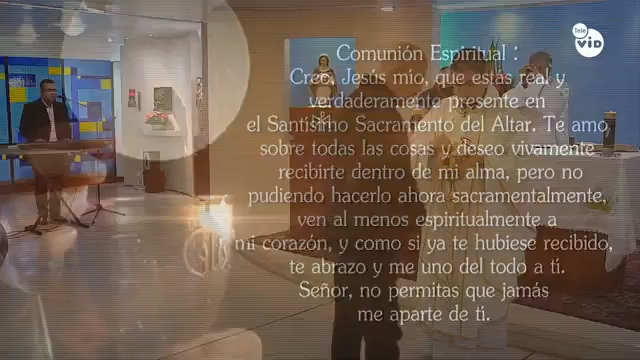 Tele
VID
Comunión Espiritual :
Creo, Jesús mío, que estás real y
verdaderamente presente en
el Santísimo Sacramento del Altar. Te amo
sobre todas las cosas y deseo vivamente
recibirte dentro de mi alma, pero no
pudiendo hacerlo ahora sacramentalmente,
ven al menos espiritualmente a
mi corazón, y como si ya te hubiese recibido,
te abrazo y me uno del todo a ti.
Señor, no permitas que jamás
me aparte de ti.